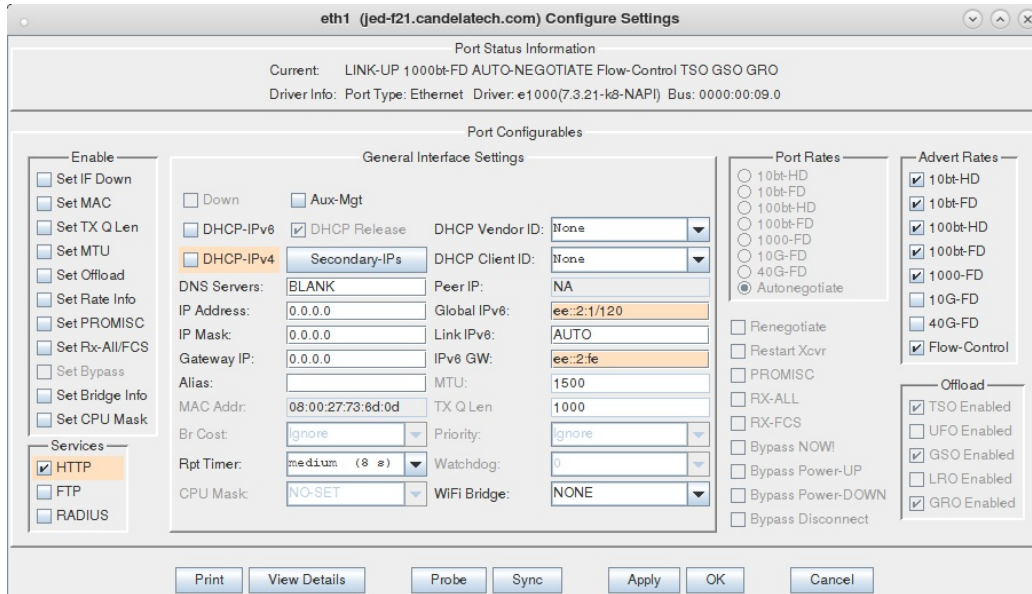 eth1 (jed-f21.candelatech.com) Configure Settings
Port Status Information
Current: LINK-UP 1000bt-FD AUTO-NEGOTIATE Flow-Control TSO GSO GRO
Driver Info: Port Type: Ethernet Driver: e1000(7.3.21-k8-NAPI) Bus: 0000:00:09.0
Port Configurables
Enable
Set IF Down
Set MAC
Set TX Q Len
Set MTU
Set Offload
Set Rate Info
Set PROMISC
Set Rx-All/FCS
Set Bypass
Set Bridge Info
Set CPU Mask
Services
HTTP
FTP
RADIUS
General Interface Settings
Down Aux-Mgt
DHCP-IPv6 DHCP Release DHCP Vendor ID: None
DHCP-IPv4 Secondary-IPs DHCP Client ID: None
DNS Servers: BLANK Peer IP: NA
IP Address: 0.0.0.0 Global IPv6: ee::2:1/120
IP Mask: 0.0.0.0 Link IPv6: AUTO
Gateway IP: 0.0.0.0 IPv6 GW: ee::2:fe
Alias: MTU: 1500
MAC Addr: 08:00:27:73:6d:0d TX Q Len 1000
Br Cost: Ignore Priority: Ignore
Rpt Timer: medium (8 s) Watchdog: 0
CPU Mask: NO-SET WiFi Bridge: NONE
Port Rates
10bt-HD
10bt-FD
100bt-HD
100bt-FD
1000-FD
10G-FD
40G-FD
Autonegotiate
Renegotiate
Restart Xcvr
PROMISC
RX-ALL
RX-FCS
Bypass NOW!
Bypass Power-UP
Bypass Power-DOWN
Bypass Disconnect
Advert Rates
10bt-HD
10bt-FD
100bt-HD
100bt-FD
1000-FD
10G-FD
40G-FD
Flow-Control
Offload
TSO Enabled
UFO Enabled
GSO Enabled
LRO Enabled
GRO Enabled
Print View Details Probe Sync Apply OK Cancel